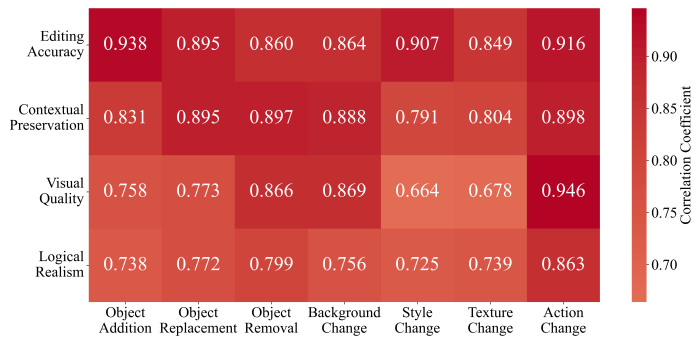 Editing
Accuracy
0.938 0.895 0.860 0.864 0.907 0.849 0.916
Contextual
Preservation
0.831 0.895 0.897 0.888 0.791 0.804 0.898
Visual
Quality
0.758 0.773 0.866 0.869 0.664 0.678 0.946
Logical
Realism
0.738 0.772 0.799 0.756 0.725 0.739 0.863
Object Object Object Background Style Texture Action
Addition Replacement Removal Change Change Change Change
0.90
0.85
0.80
0.75
0.70
Correlation Coefficient